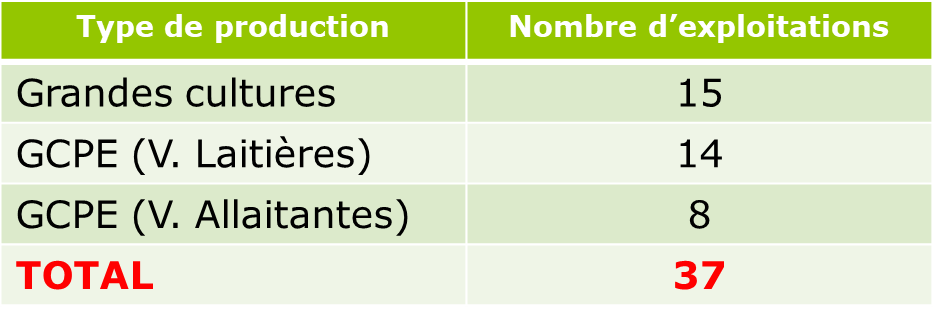 Type de production Nombre d’exploitations
Grandes cultures 15
GCPE (V. Laitières) 14
GCPE (V. Allaitantes) 8
TOTAL 37